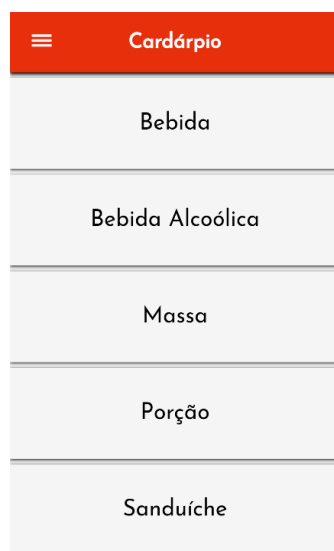 Cardárpio
Bebida
Bebida Alcoólica
Massa
Porção
Sanduíche